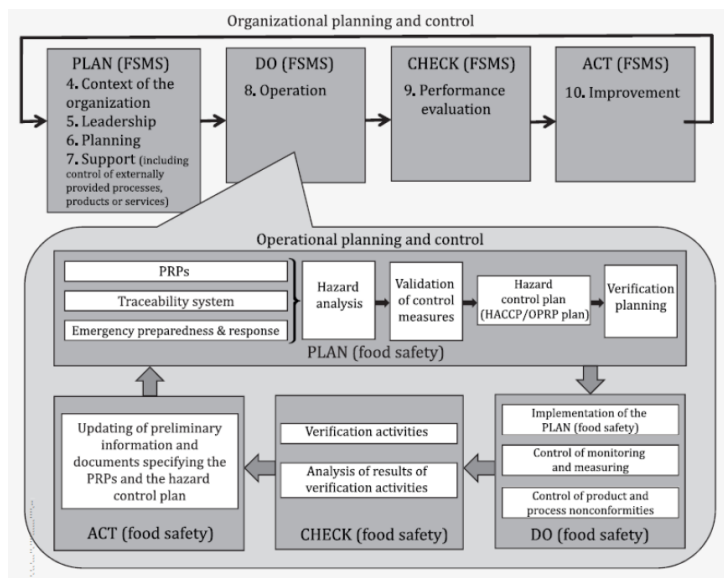 Organizational planning and control
PLAN (FSMS)
4. Context of the
organization
5. Leadership
6. Planning
7. Support (including
control of externally
provided processes,
products or services)
DO (FSMS)
8. Operation
CHECK (FSMS)
9. Performance
evaluation
ACT (FSMS)
10. Improvement
Operational planning and control
PRPs
Traceability system
Emergency preparedness & response
Hazard
analysis
Validation
of control
measures
Hazard
control plan
(HACCP/OPRP plan)
Verification
planning
PLAN (food safety)
Updating of preliminary
information and
documents specifying the
PRPs and the hazard
control plan
ACT (food safety)
Verification activities
Analysis of results of
verification activities
CHECK (food safety)
Implementation of the
PLAN (food safety)
Control of monitoring
and measuring
Control of product and
process nonconformities
DO (food safety)